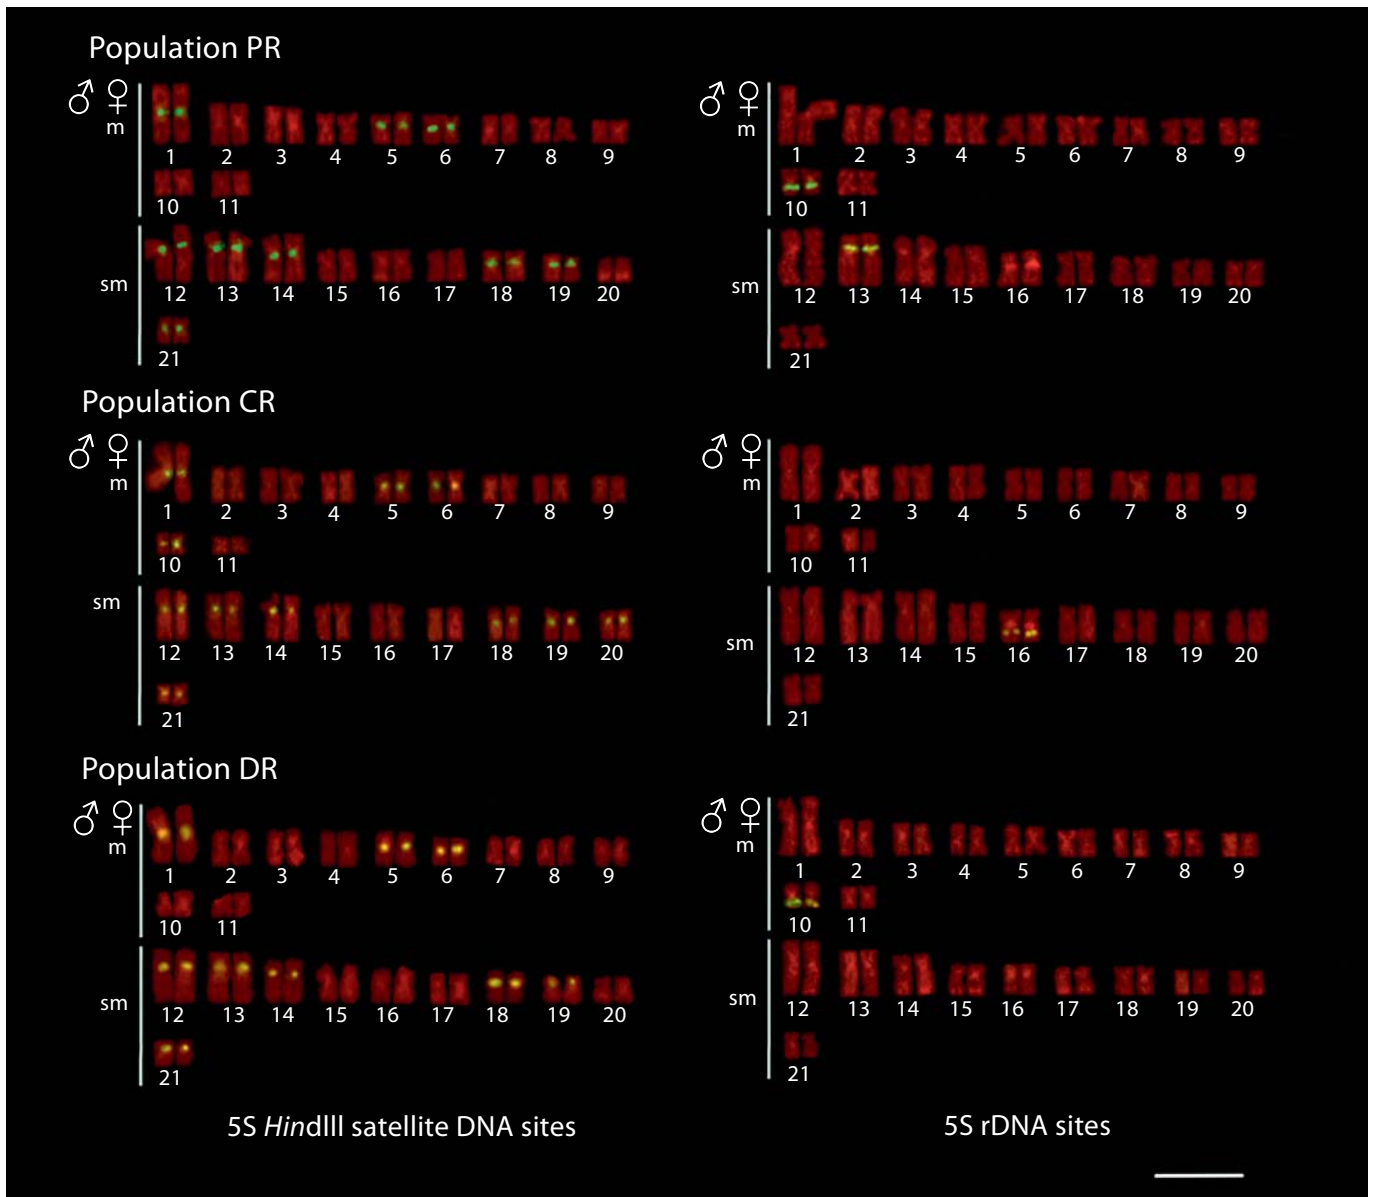 Population PR
♂ ♀
m
1 2 3 4 5 6 7 8 9
10 11
sm
12 13 14 15 16 17 18 19 20
21
♂ ♀
m
1 2 3 4 5 6 7 8 9
10 11
sm
12 13 14 15 16 17 18 19 20
21
Population CR
♂ ♀
m
1 2 3 4 5 6 7 8 9
10 11
sm
12 13 14 15 16 17 18 19 20
21
♂ ♀
m
1 2 3 4 5 6 7 8 9
10 11
sm
12 13 14 15 16 17 18 19 20
21
Population DR
♂ ♀
m
1 2 3 4 5 6 7 8 9
10 11
sm
12 13 14 15 16 17 18 19 20
21
♂ ♀
m
1 2 3 4 5 6 7 8 9
10 11
sm
12 13 14 15 16 17 18 19 20
21
5S HindIII satellite DNA sites
5S rDNA sites